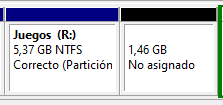 Juegos (R:)
5,37 GB NTFS
Correcto (Partición
1,46 GB
No asignado